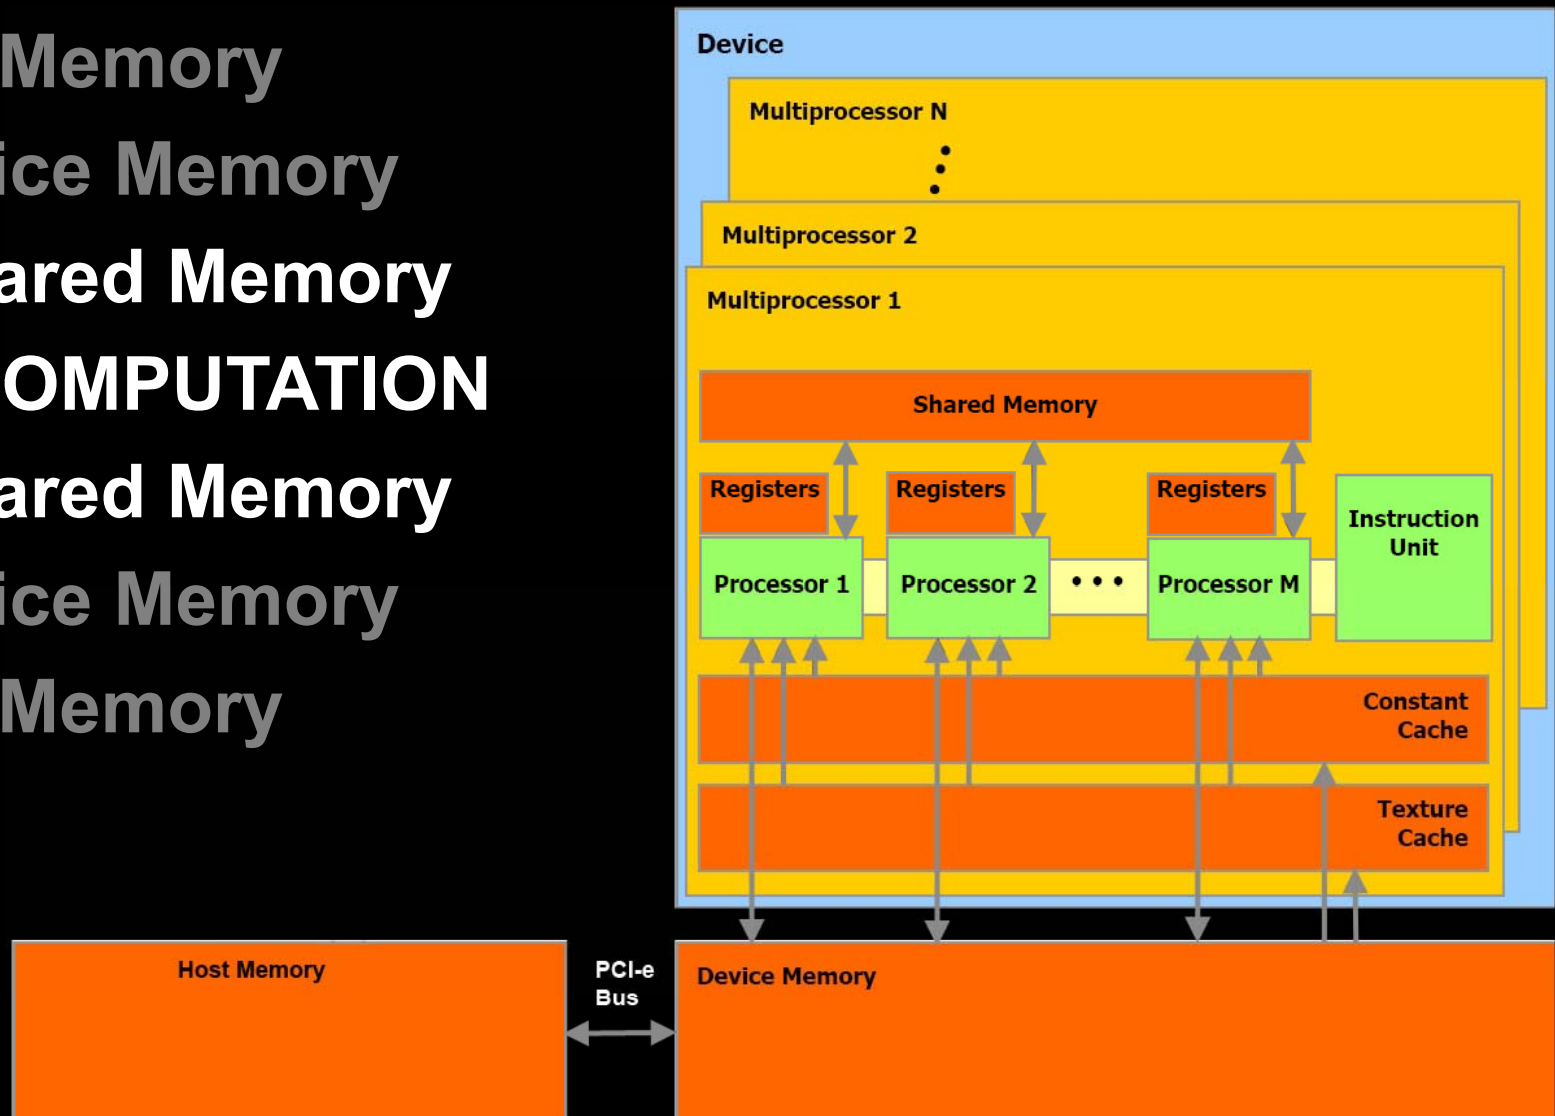 Memory
ice Memory
ared Memory
OMPUTATION
ared Memory
ice Memory
Memory
Device
Multiprocessor N
Multiprocessor 2
Multiprocessor 1
Shared Memory
Registers
Registers
Registers
Instruction
Unit
Processor 1
Processor 2
• • •
Processor M
Constant
Cache
Texture
Cache
Host Memory
PCI-e
Bus
Device Memory